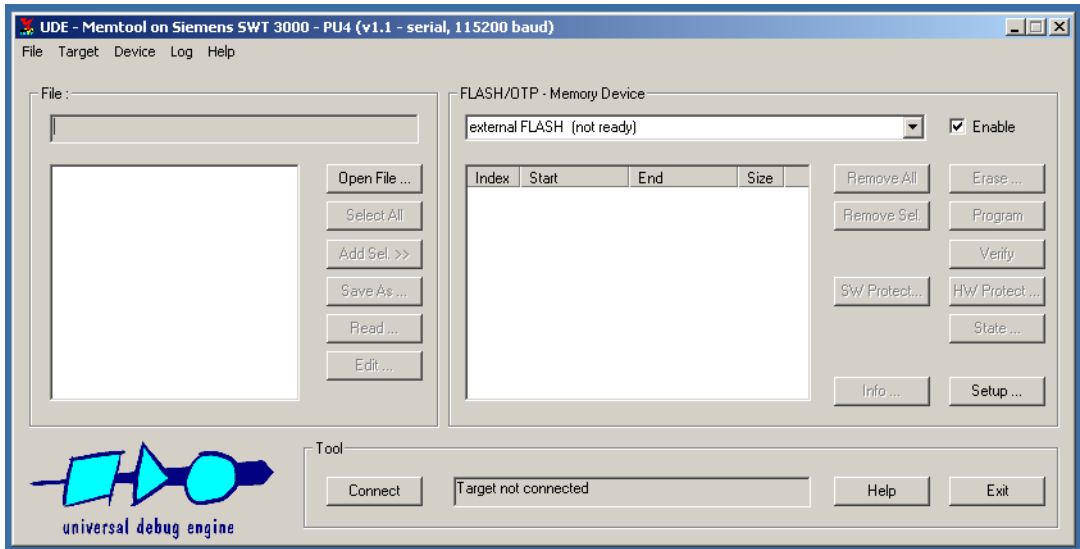 UDE - Memtool on Siemens SWT 3000 - PU4 (v1.1 - serial, 115200 baud)
File Target Device Log Help
File :
FLASH/OTP - Memory Device
external FLASH (not ready)
Enable
Open File ...
Select All
Add Sel. >>
Save As ...
Read ...
Edit ...
Index Start End Size
Remove All
Erase ...
Remove Sel.
Program
Verify
SW Protect...
HW Protect ...
State ...
Info ...
Setup ...
universal debug engine
Tool
Connect
Target not connected
Help
Exit